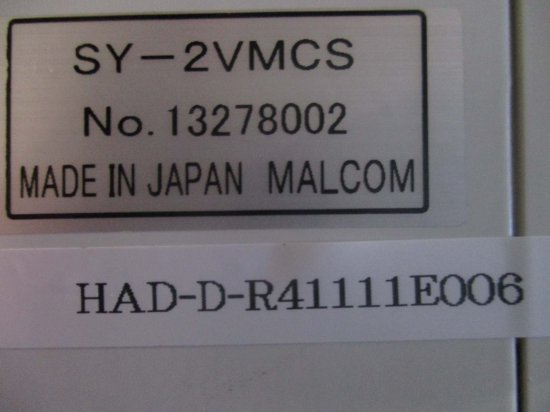 SY-2VMCS
No. 13278002
MADE IN JAPAN MALCOM
HAD-D-R41111E006